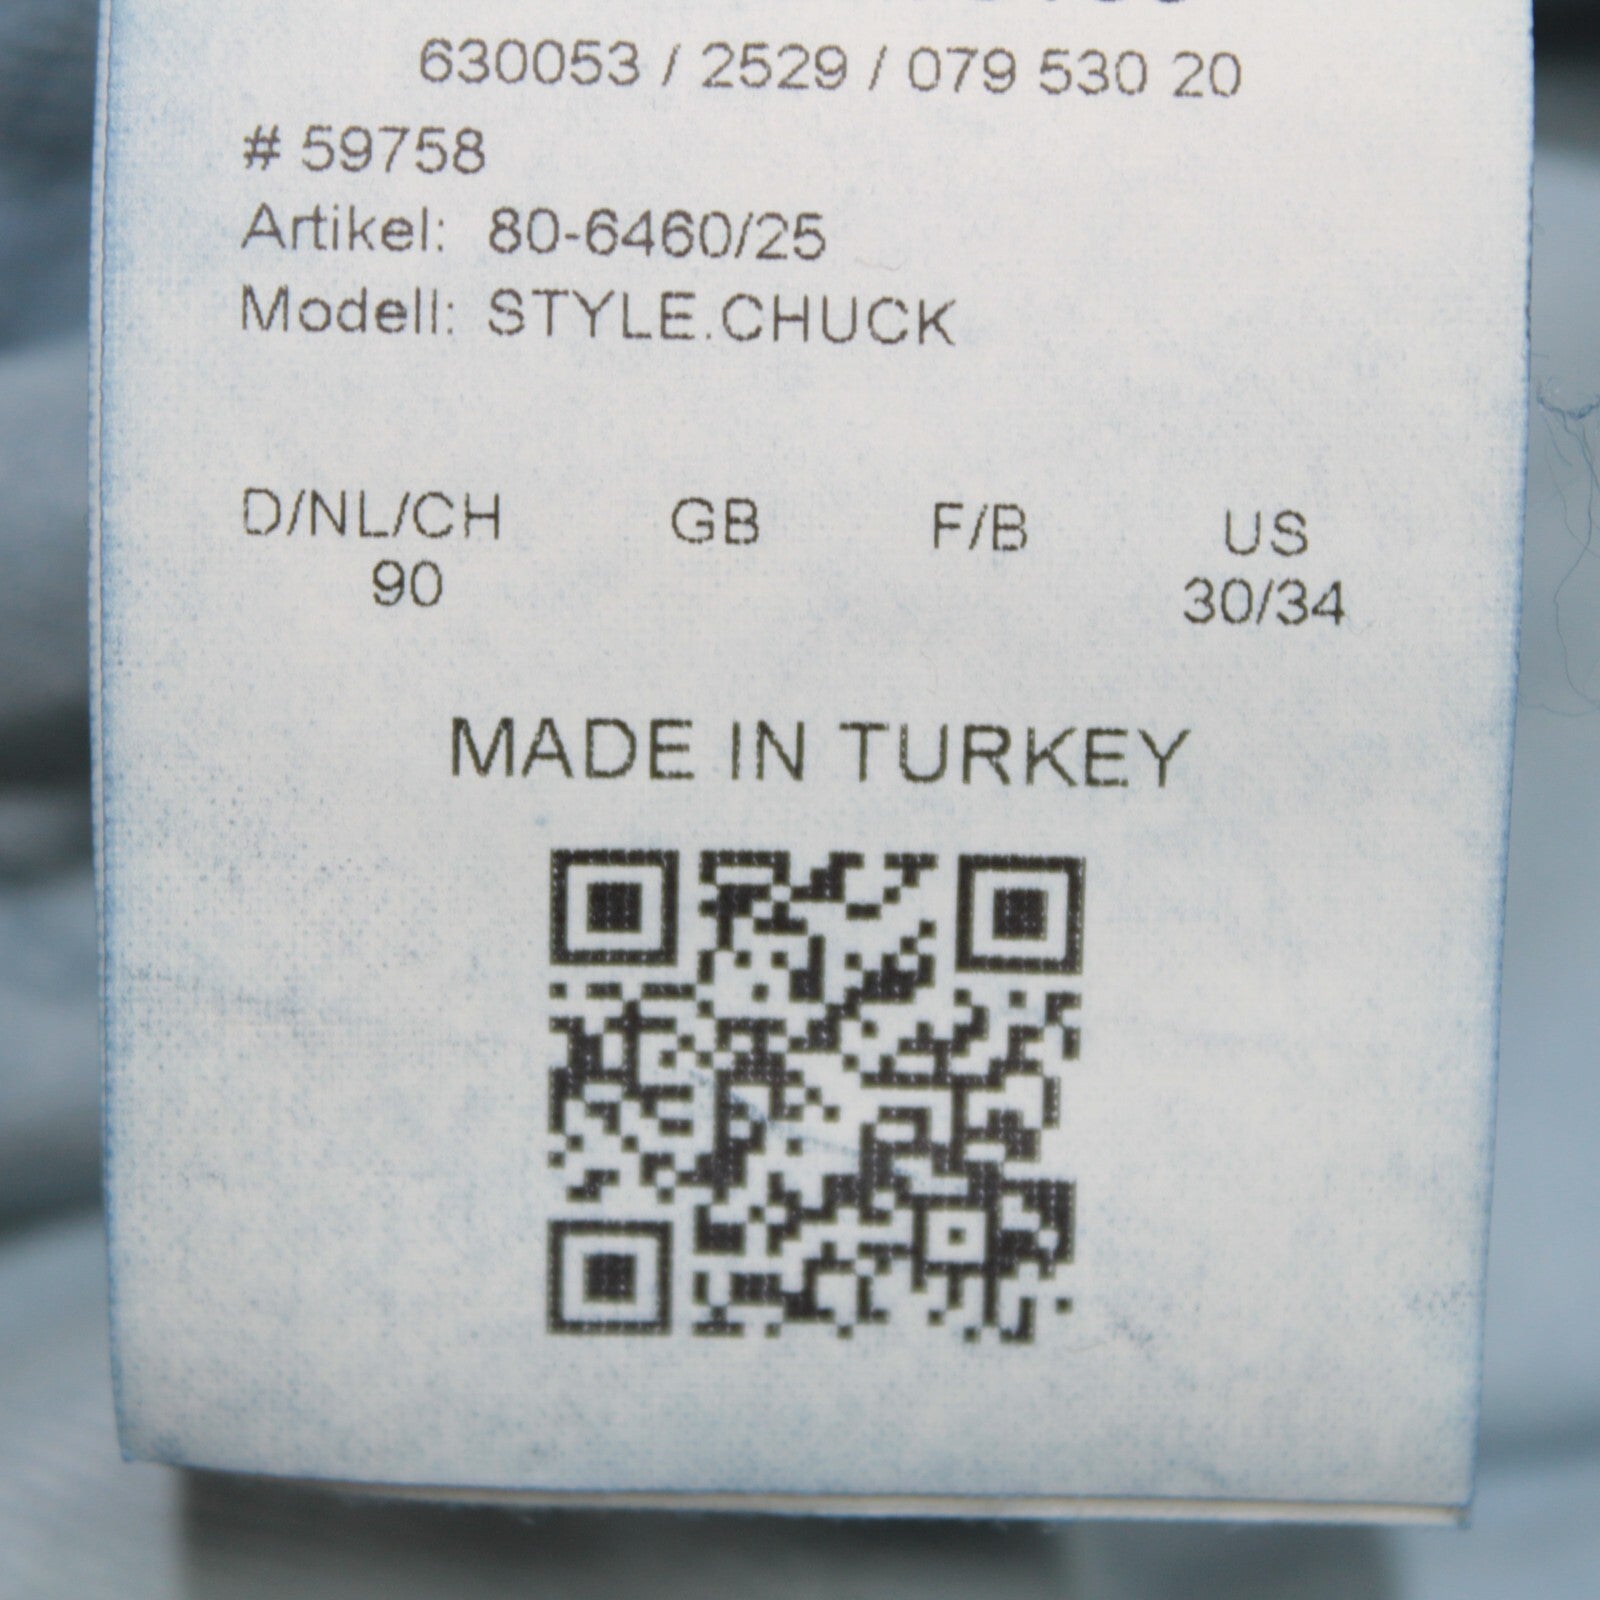 630053 / 2529 / 079 530 20
# 59758
Artikel: 80-6460/25
Modell: STYLE.CHUCK
D/NL/CH GB F/B US
90 30/34
MADE IN TURKEY